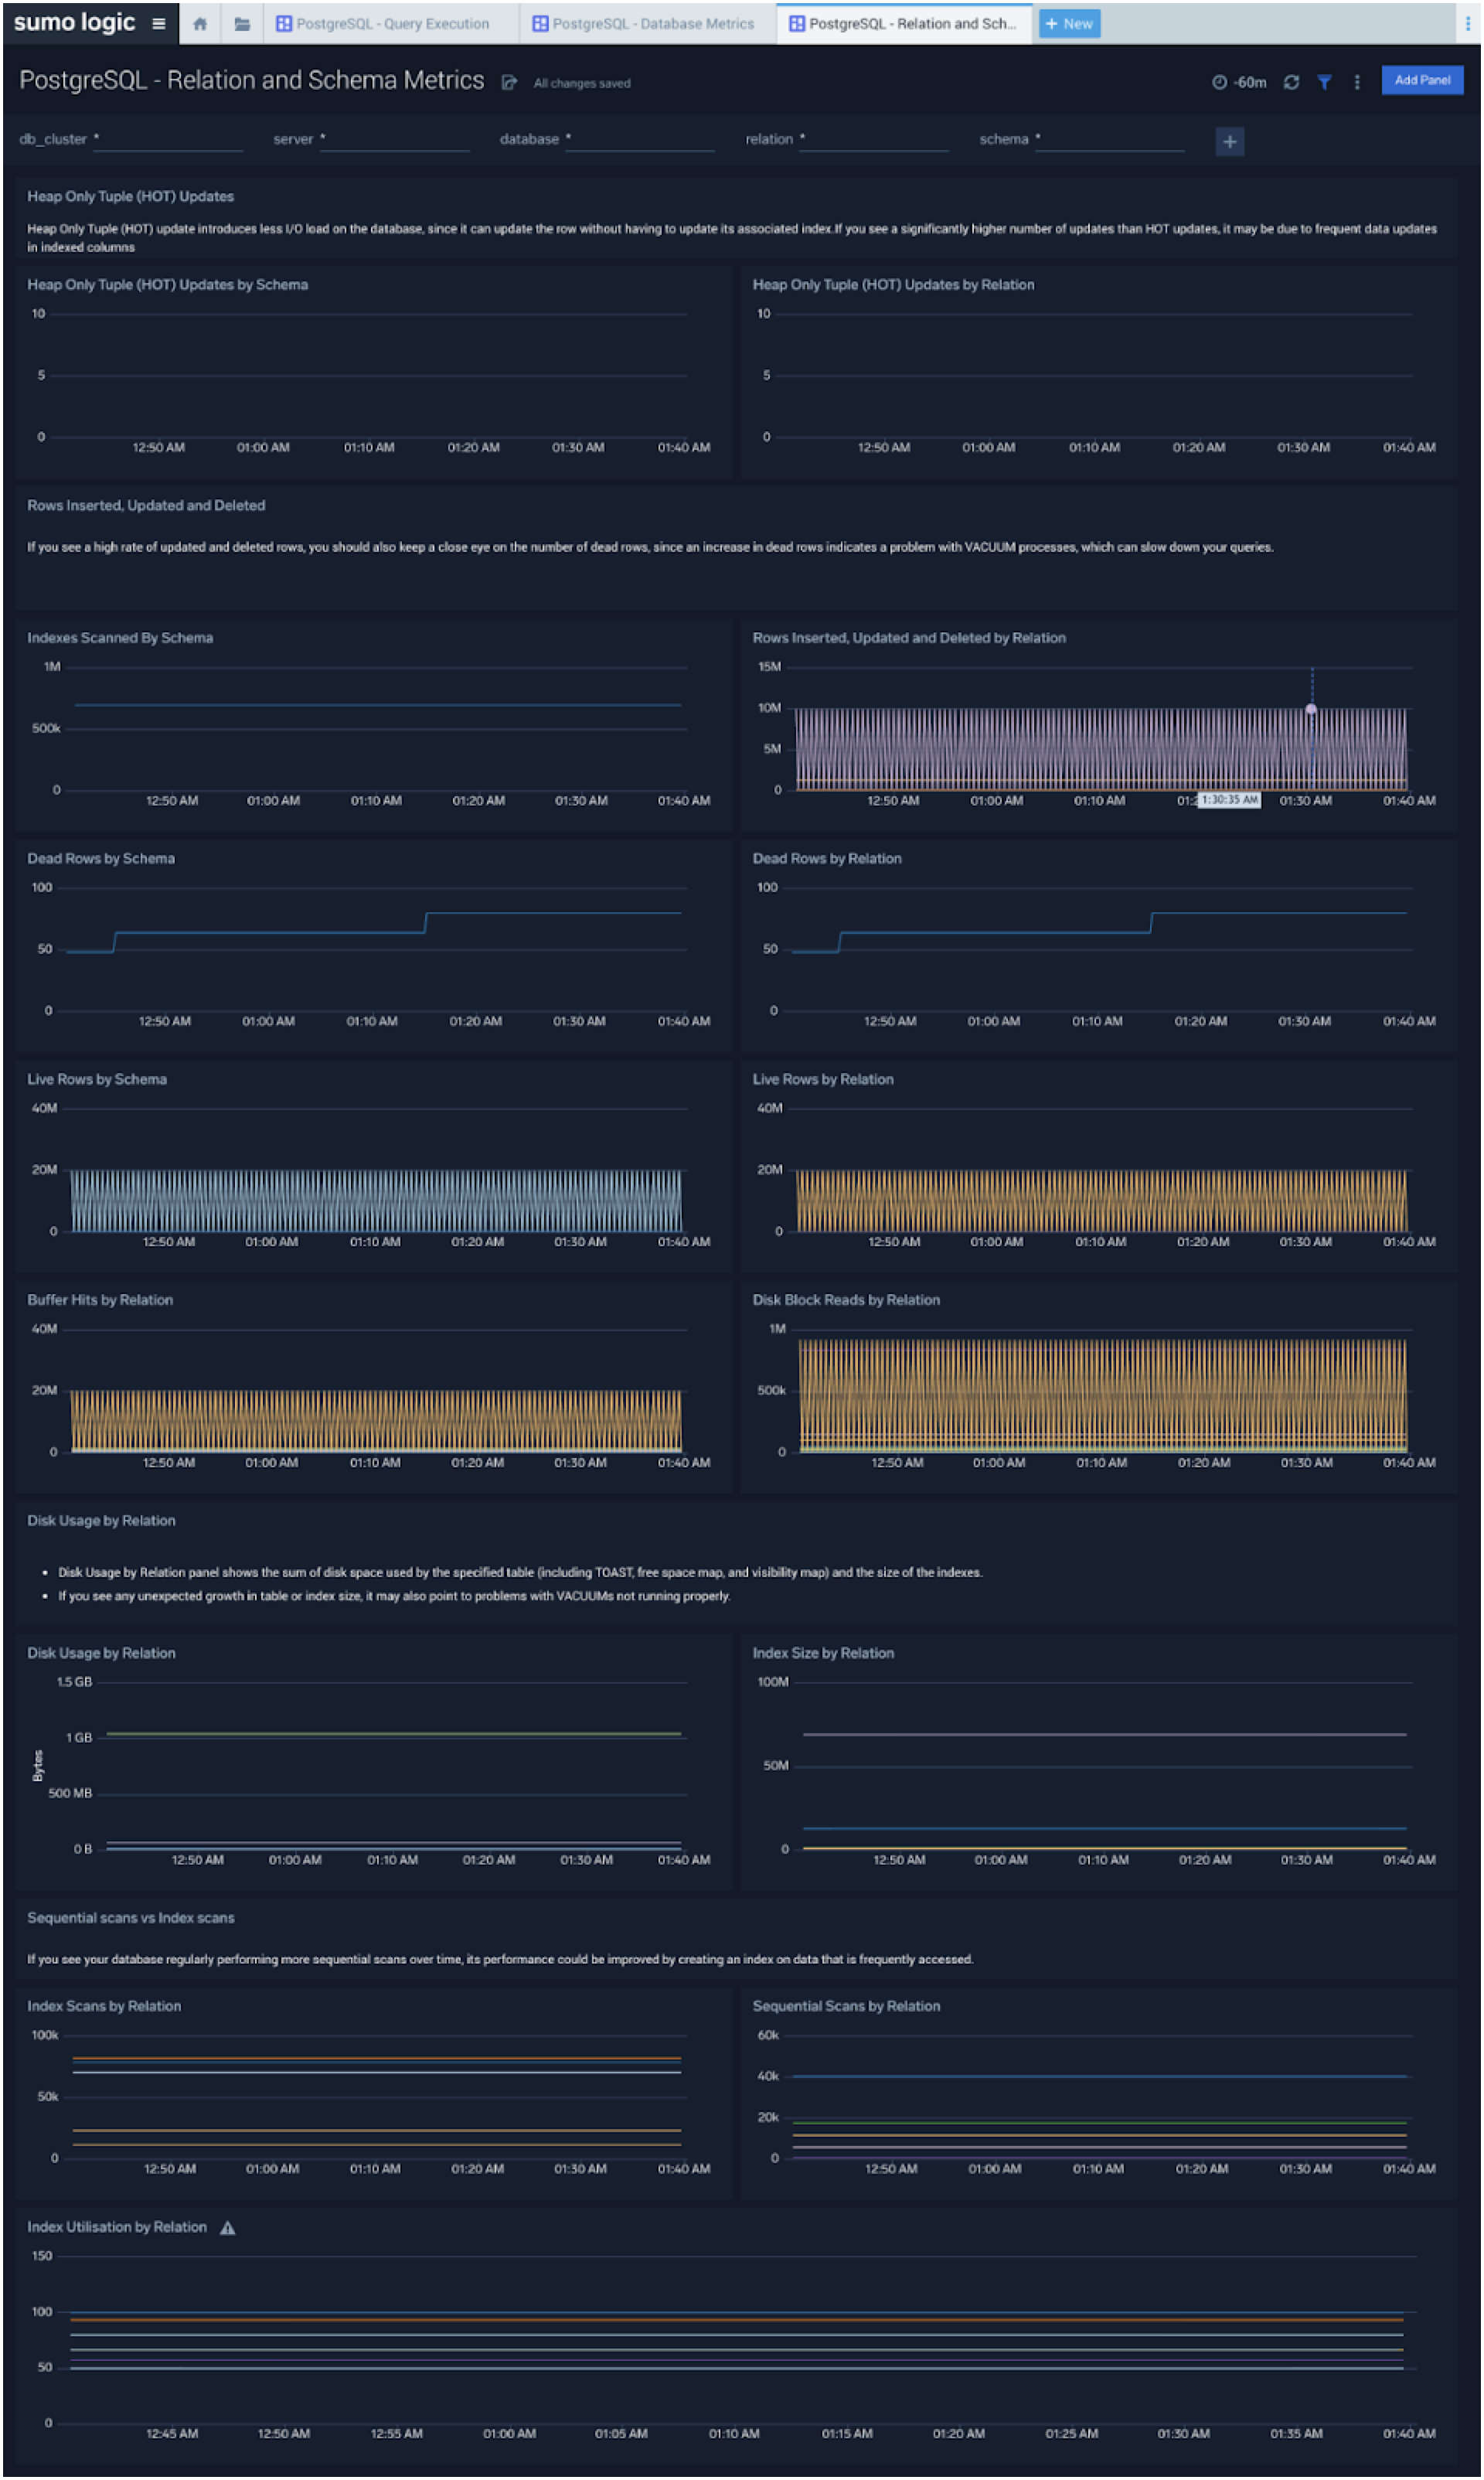 sumo logic
PostgreSQL - Query Execution
PostgreSQL - Database Metrics
PostgreSQL - Relation and Sch...
+ New
PostgreSQL - Relation and Schema Metrics
All changes saved
-60m
Add Panel
db_cluster *
server *
database *
relation *
schema *
+
Heap Only Tuple (HOT) Updates
Heap Only Tuple (HOT) update introduces less I/O load on the database, since it can update the row without having to update its associated index.If you see a significantly higher number of updates than HOT updates, it may be due to frequent data updates
in indexed columns
Heap Only Tuple (HOT) Updates by Schema
10
5
0
12:50 AM 01:00 AM 01:10 AM 01:20 AM 01:30 AM 01:40 AM
Heap Only Tuple (HOT) Updates by Relation
10
5
0
12:50 AM 01:00 AM 01:10 AM 01:20 AM 01:30 AM 01:40 AM
Rows Inserted, Updated and Deleted
If you see a high rate of updated and deleted rows, you should also keep a close eye on the number of dead rows, since an increase in dead rows indicates a problem with VACUUM processes, which can slow down your queries.
Indexes Scanned By Schema
1M
500k
0
12:50 AM 01:00 AM 01:10 AM 01:20 AM 01:30 AM 01:40 AM
Rows Inserted, Updated and Deleted by Relation
15M
10M
5M
0
12:50 AM 01:00 AM 01:10 AM 01:2 1:30:35 AM 01:30 AM 01:40 AM
Dead Rows by Schema
100
50
0
12:50 AM 01:00 AM 01:10 AM 01:20 AM 01:30 AM 01:40 AM
Dead Rows by Relation
100
50
0
12:50 AM 01:00 AM 01:10 AM 01:20 AM 01:30 AM 01:40 AM
Live Rows by Schema
40M
20M
0
12:50 AM 01:00 AM 01:10 AM 01:20 AM 01:30 AM 01:40 AM
Live Rows by Relation
40M
20M
0
12:50 AM 01:00 AM 01:10 AM 01:20 AM 01:30 AM 01:40 AM
Buffer Hits by Relation
40M
20M
0
12:50 AM 01:00 AM 01:10 AM 01:20 AM 01:30 AM 01:40 AM
Disk Block Reads by Relation
1M
500k
0
12:50 AM 01:00 AM 01:10 AM 01:20 AM 01:30 AM 01:40 AM
Disk Usage by Relation
• Disk Usage by Relation panel shows the sum of disk space used by the specified table (including TOAST, free space map, and visibility map) and the size of the indexes.
• If you see any unexpected growth in table or index size, it may also point to problems with VACUUMs not running properly.
Disk Usage by Relation
Bytes
1.5 GB
1 GB
500 MB
0 B
12:50 AM 01:00 AM 01:10 AM 01:20 AM 01:30 AM 01:40 AM
Index Size by Relation
100M
50M
0
12:50 AM 01:00 AM 01:10 AM 01:20 AM 01:30 AM 01:40 AM
Sequential scans vs Index scans
If you see your database regularly performing more sequential scans over time, its performance could be improved by creating an index on data that is frequently accessed.
Index Scans by Relation
100k
50k
0
12:50 AM 01:00 AM 01:10 AM 01:20 AM 01:30 AM 01:40 AM
Sequential Scans by Relation
60k
40k
20k
0
12:50 AM 01:00 AM 01:10 AM 01:20 AM 01:30 AM 01:40 AM
Index Utilisation by Relation
150
100
50
0
12:45 AM 12:50 AM 12:55 AM 01:00 AM 01:05 AM 01:10 AM 01:15 AM 01:20 AM 01:25 AM 01:30 AM 01:35 AM 01:40 AM